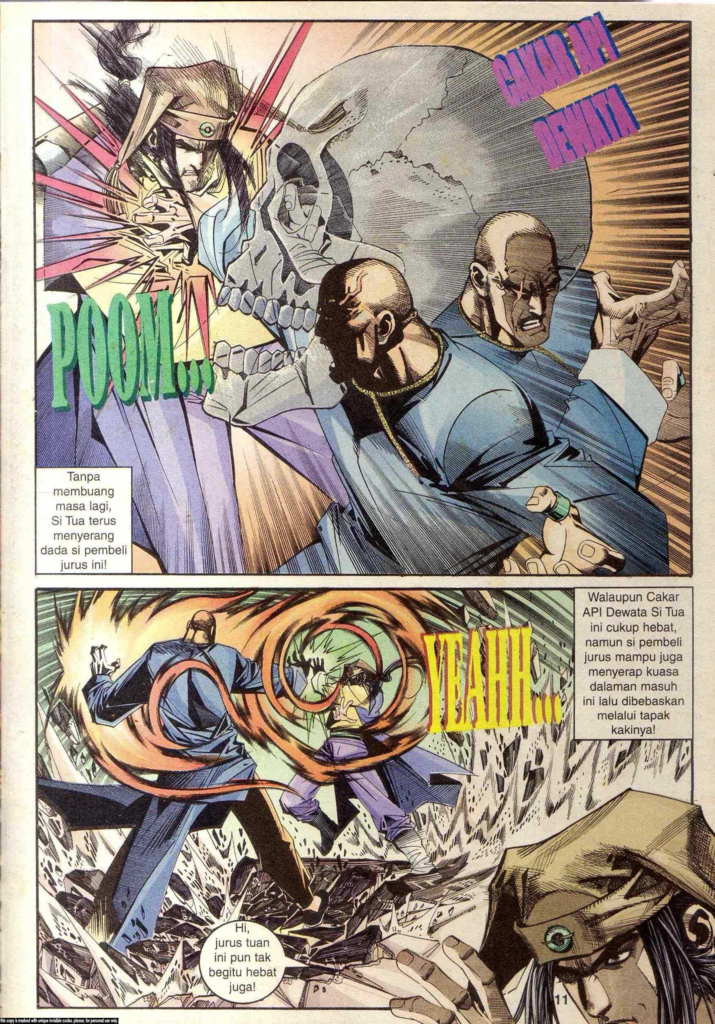 CAKAR API
DEWATA
POOM...
Tanpa
membuang
masa lagi,
Si Tua terus
menyerang
dada si pembeli
jurus ini!
Walaupun Cakar
API Dewata Si Tua
ini cukup hebat,
namun si pembeli
jurus mampu juga
menyerap kuasa
dalaman masuh
ini lalu dibebaskan
melalui tapak
kakinya!
YEAHH...
Hi,
jurus tuan
ini pun tak
begitu hebat
juga!
11